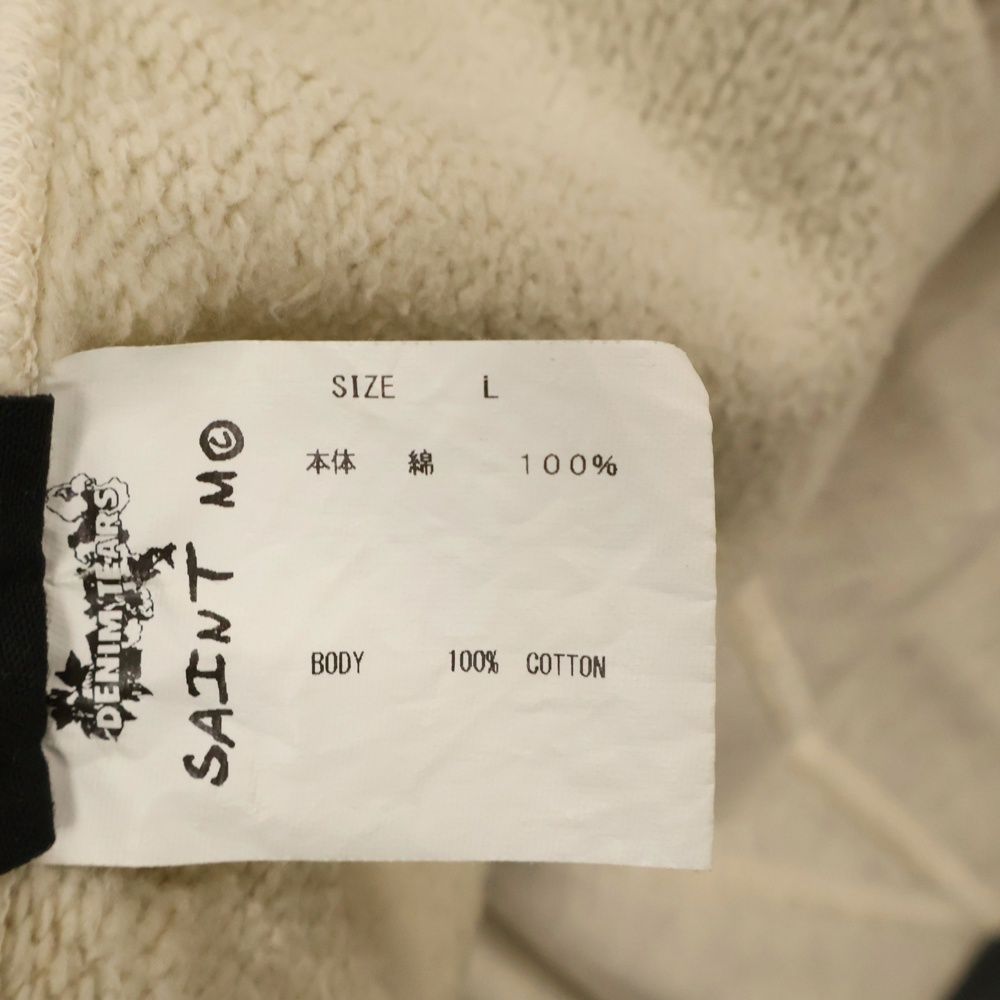 SIZE L
本体 綿 100%
BODY 100% COTTON
DENIM TEARS
SAINT M©